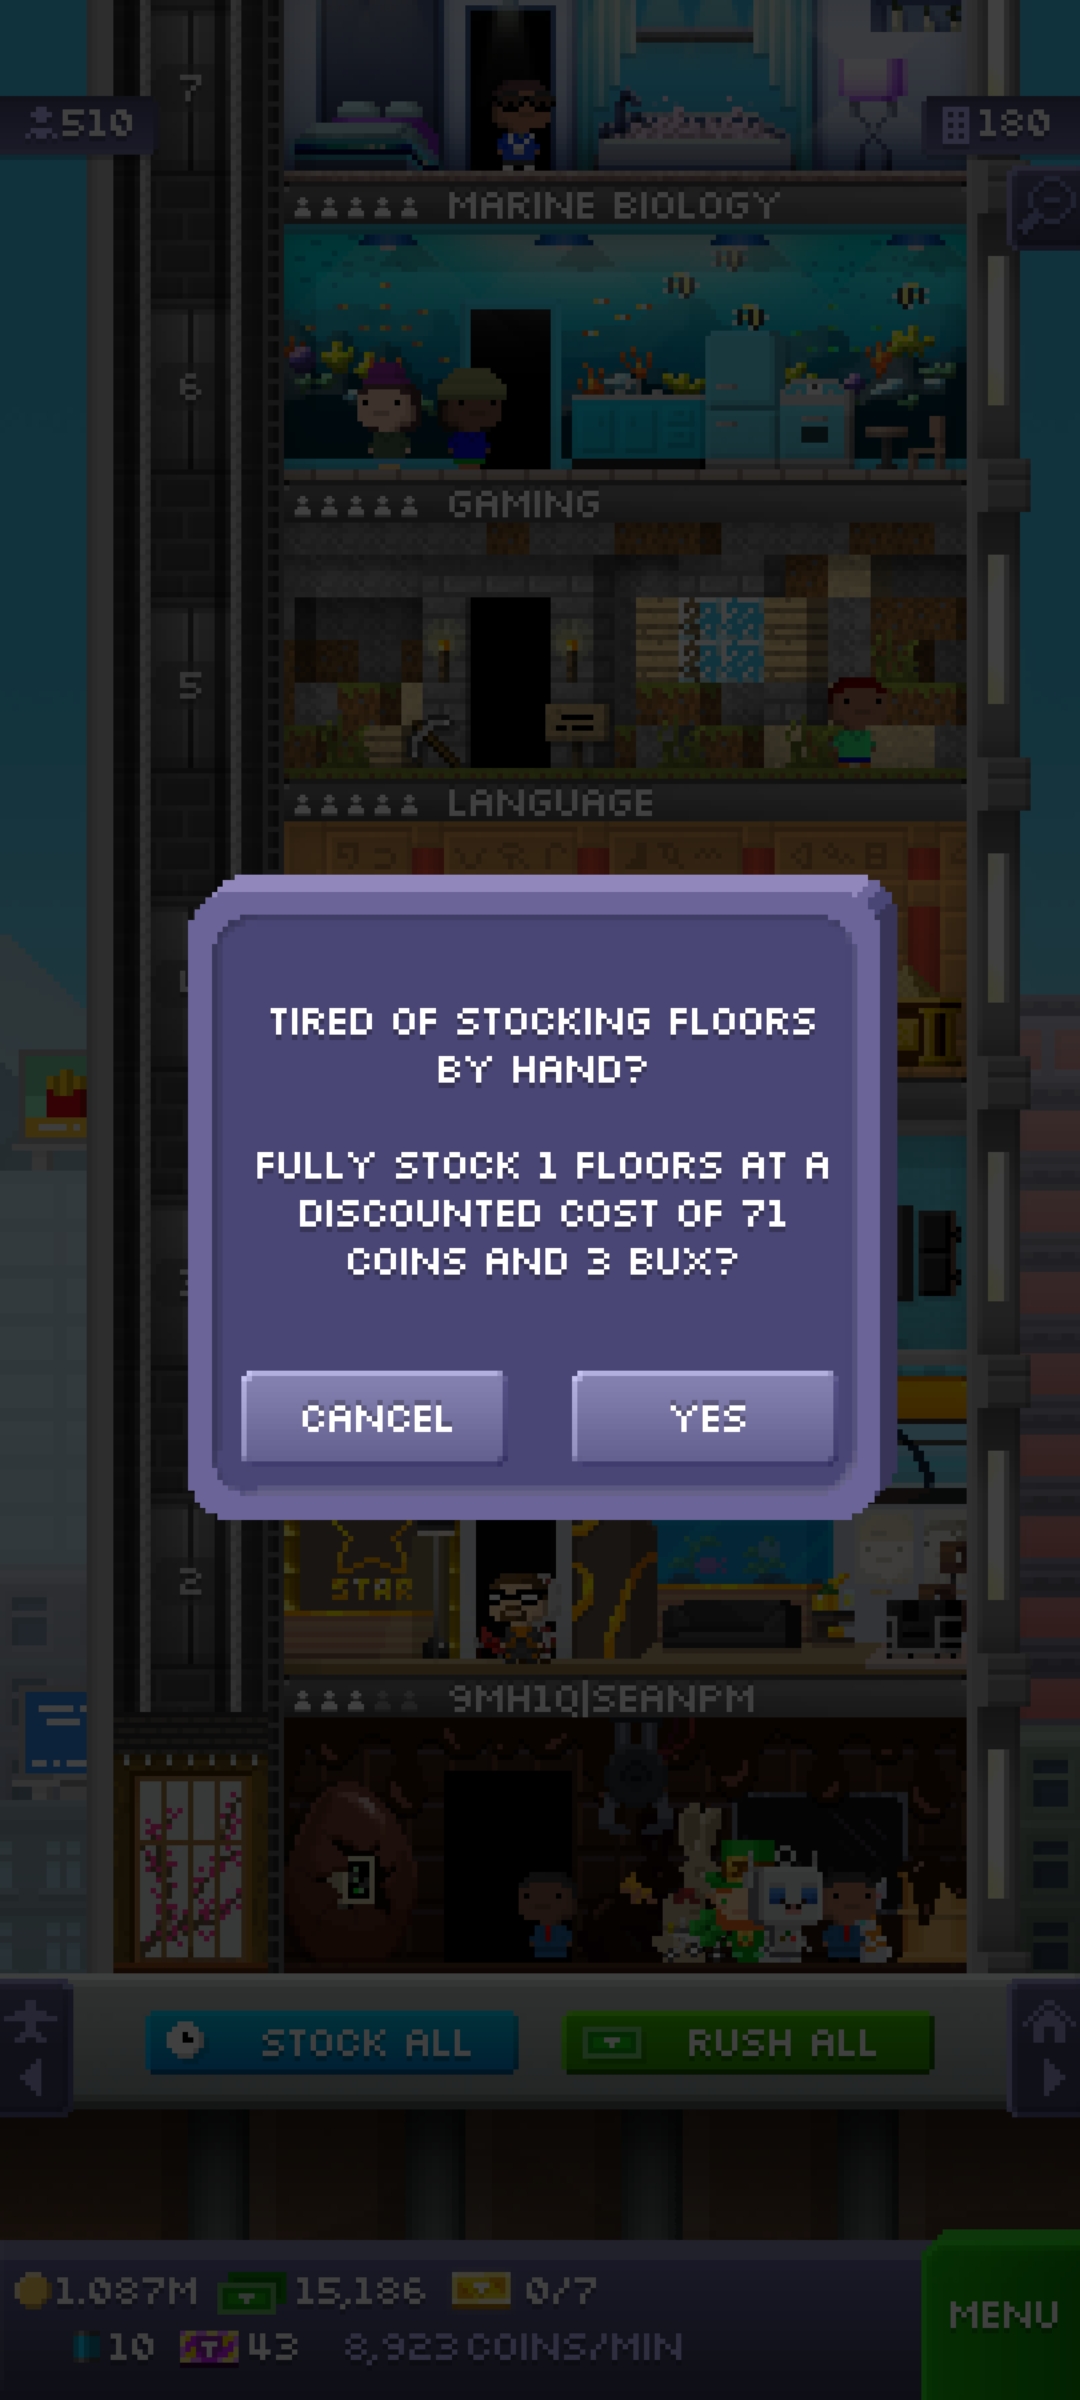 7
510
180
MARINE BIOLOGY
6
GAMING
5
LANGUAGE
TIRED OF STOCKING FLOORS
BY HAND?
FULLY STOCK 1 FLOORS AT A
DISCOUNTED COST OF 71
COINS AND 3 BUX?
CANCEL
YES
2
STAR
9MH1Q|SEANPM
STOCK ALL
RUSH ALL
1.087M
15,186
0/7
MENU
10
43
8,923 COINS/MIN